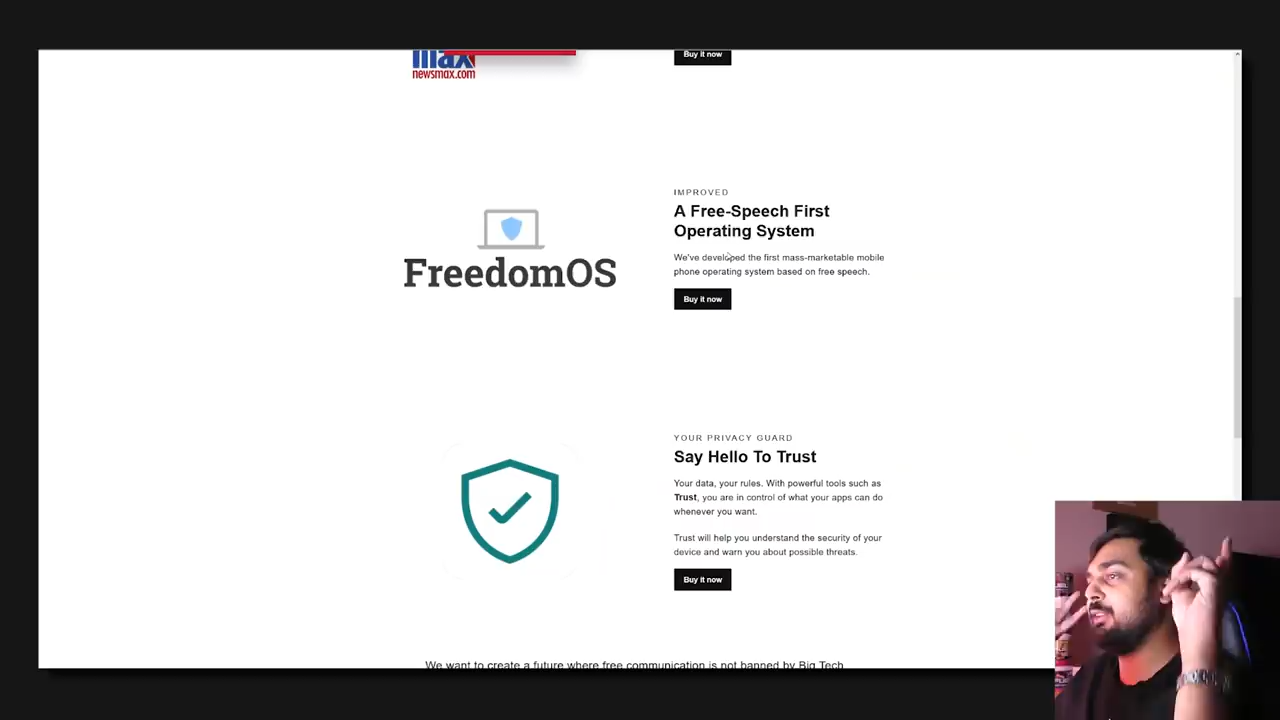 max
newsmax.com
Buy it now
FreedomOS
IMPROVED
A Free-Speech First
Operating System
We've developed the first mass-marketable mobile
phone operating system based on free speech.
Buy it now
YOUR PRIVACY GUARD
Say Hello To Trust
Your data, your rules. With powerful tools such as
Trust, you are in control of what your apps can do
whenever you want.
Trust will help you understand the security of your
device and warn you about possible threats.
Buy it now
We want to create a future where free communication is not banned by Big Tech